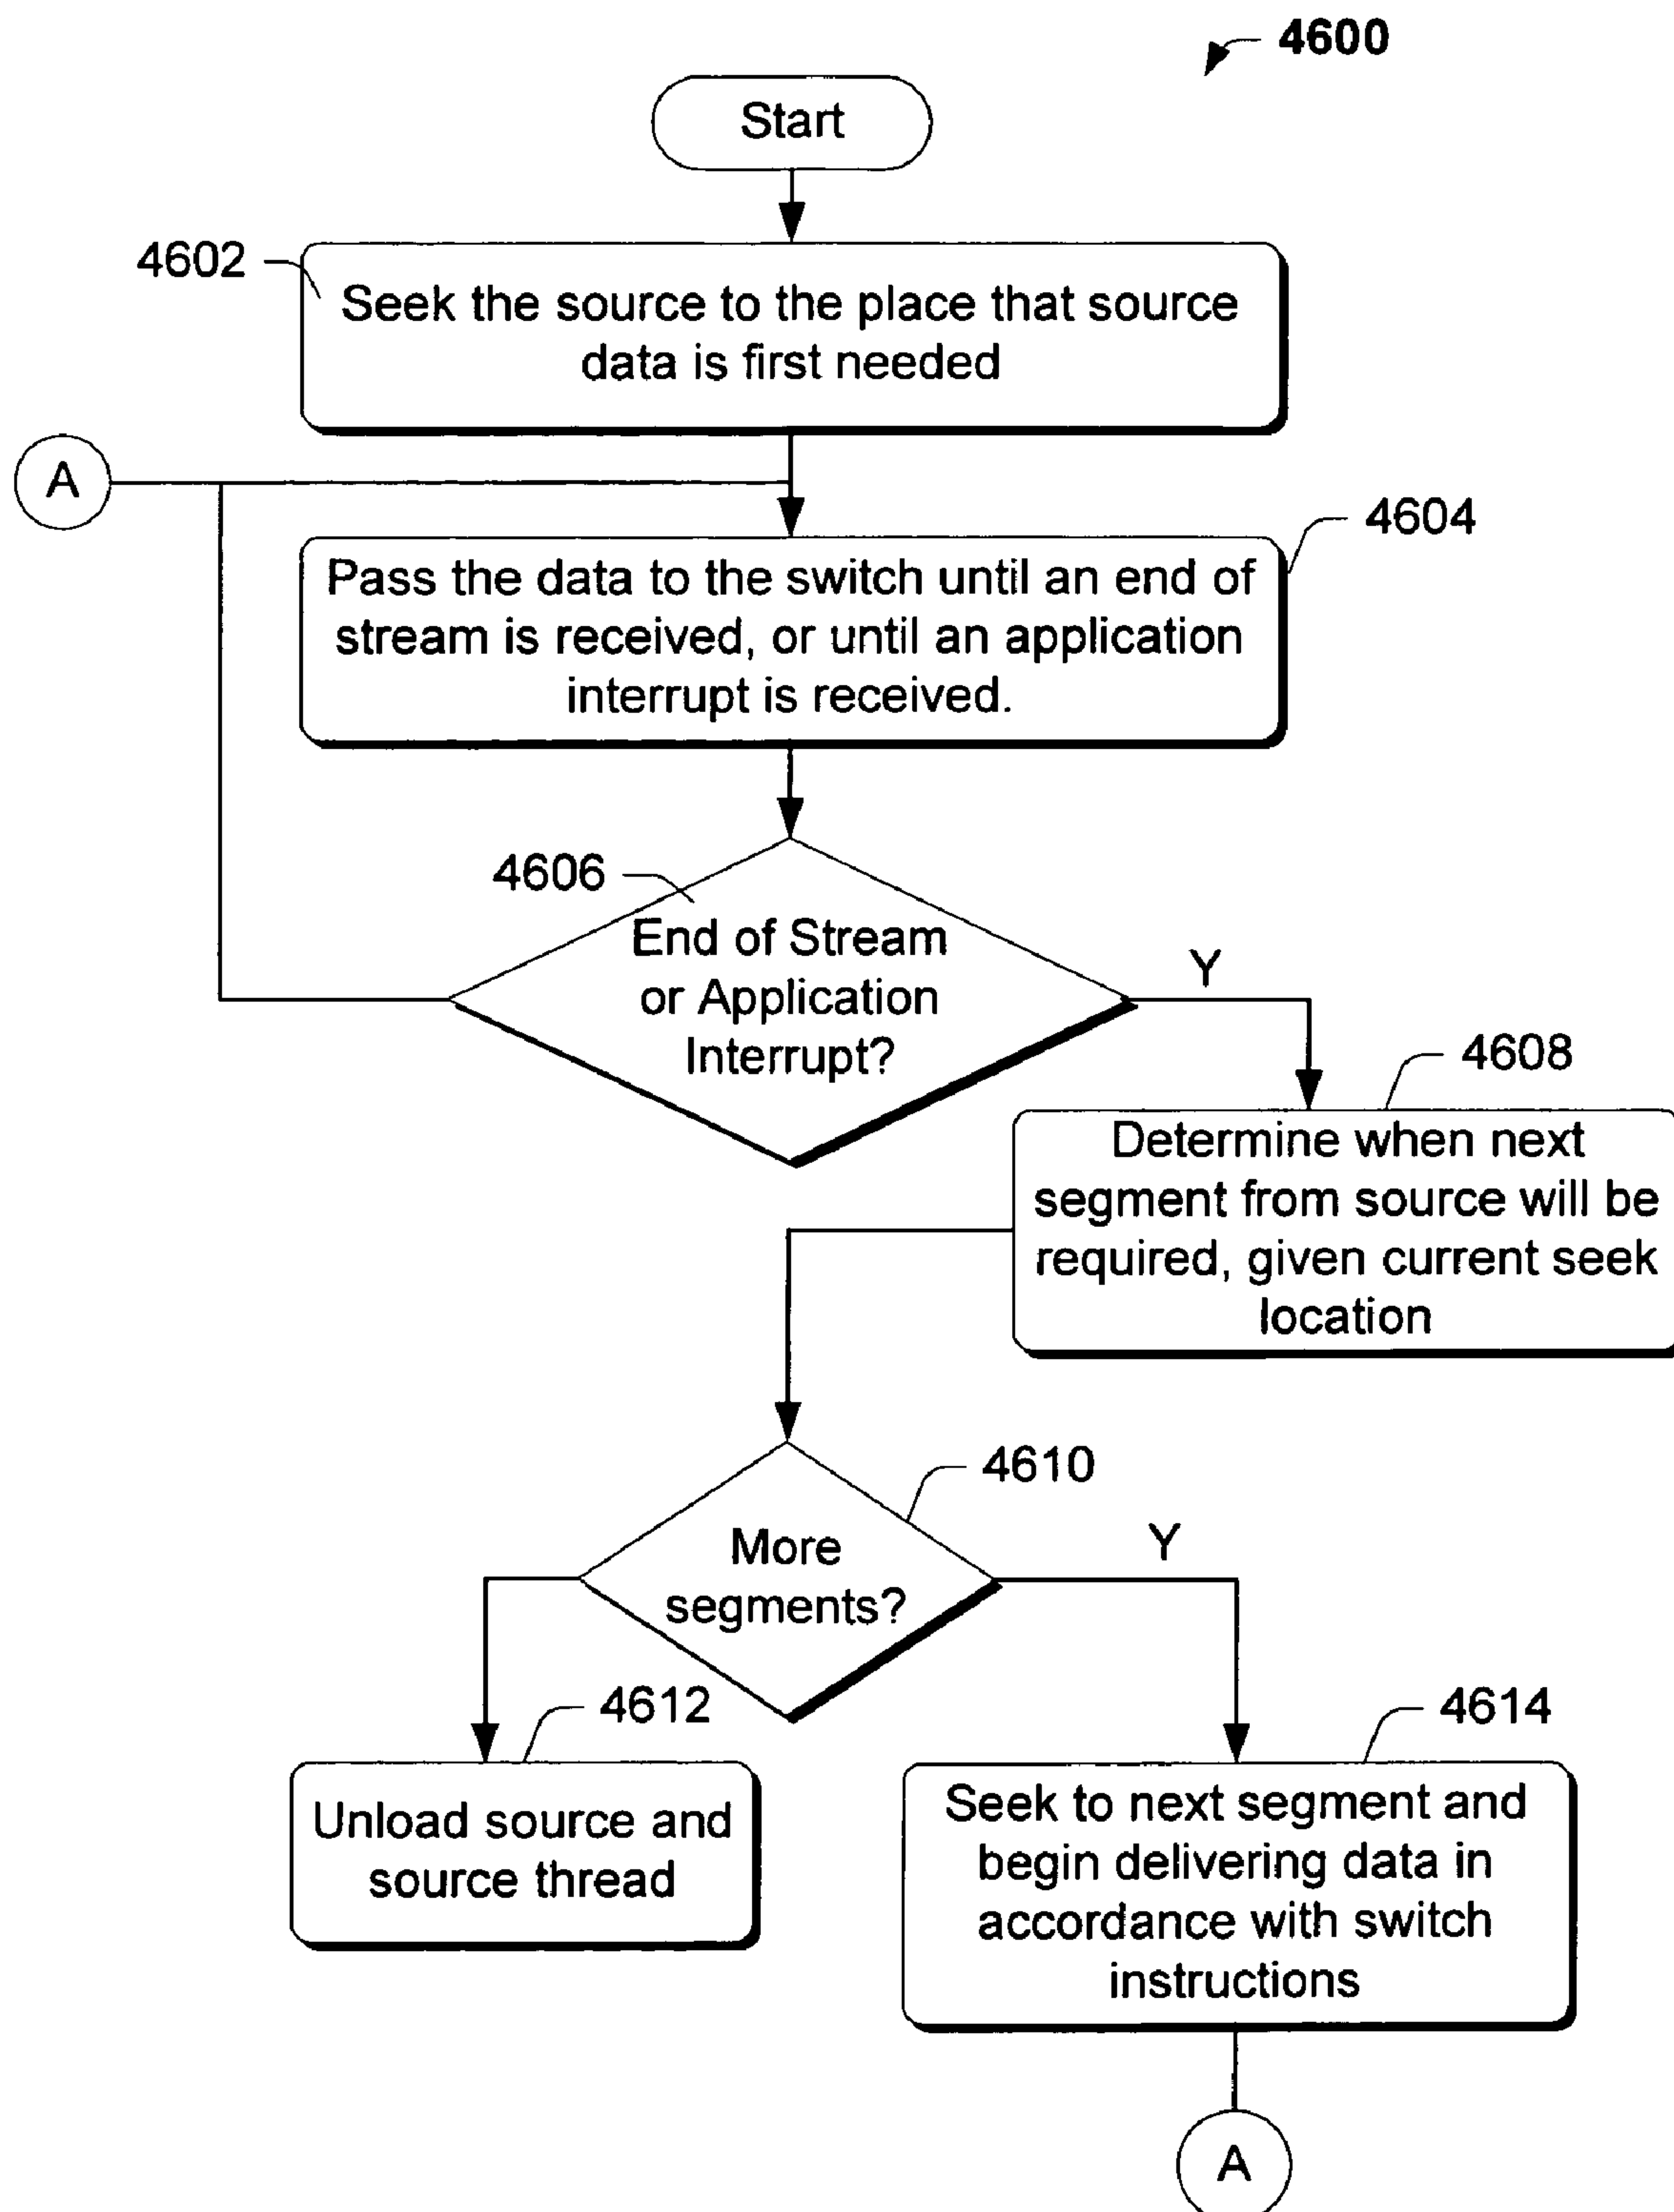 4600
Start
4602
Seek the source to the place that source
data is first needed
A
4604
Pass the data to the switch until an end of
stream is received, or until an application
interrupt is received.
4606
End of Stream
or Application
Interrupt?
Y
4608
Determine when next
segment from source will be
required, given current seek
location
4610
More
segments?
Y
4612
Unload source and
source thread
4614
Seek to next segment and
begin delivering data in
accordance with switch
instructions
A